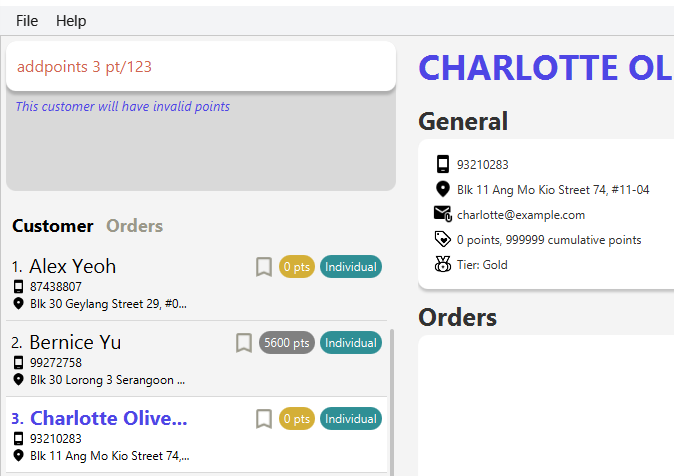 File Help
addpoints 3 pt/123
This customer will have invalid points
Customer Orders
1. Alex Yeoh 0 pts Individual
87438807
Blk 30 Geylang Street 29, #0...
2. Bernice Yu 5600 pts Individual
99272758
Blk 30 Lorong 3 Serangoon ...
3. Charlotte Olive... 0 pts Individual
93210283
Blk 11 Ang Mo Kio Street 74,...
CHARLOTTE OL
General
93210283
Blk 11 Ang Mo Kio Street 74, #11-04
charlotte@example.com
0 points, 999999 cumulative points
Tier: Gold
Orders